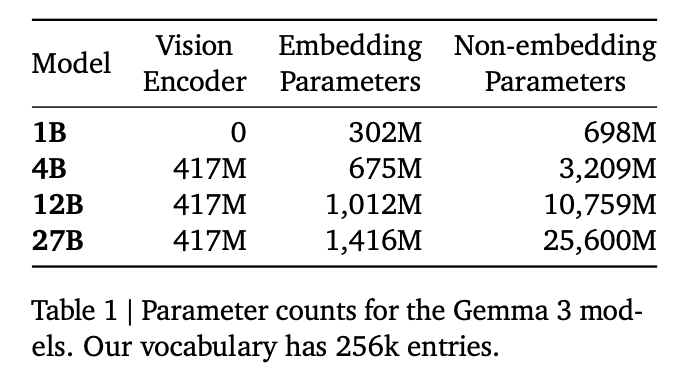 Model Vision Encoder Embedding Parameters Non-embedding Parameters
1B 0 302M 698M
4B 417M 675M 3,209M
12B 417M 1,012M 10,759M
27B 417M 1,416M 25,600M
Table 1 | Parameter counts for the Gemma 3 mod-
els. Our vocabulary has 256k entries.